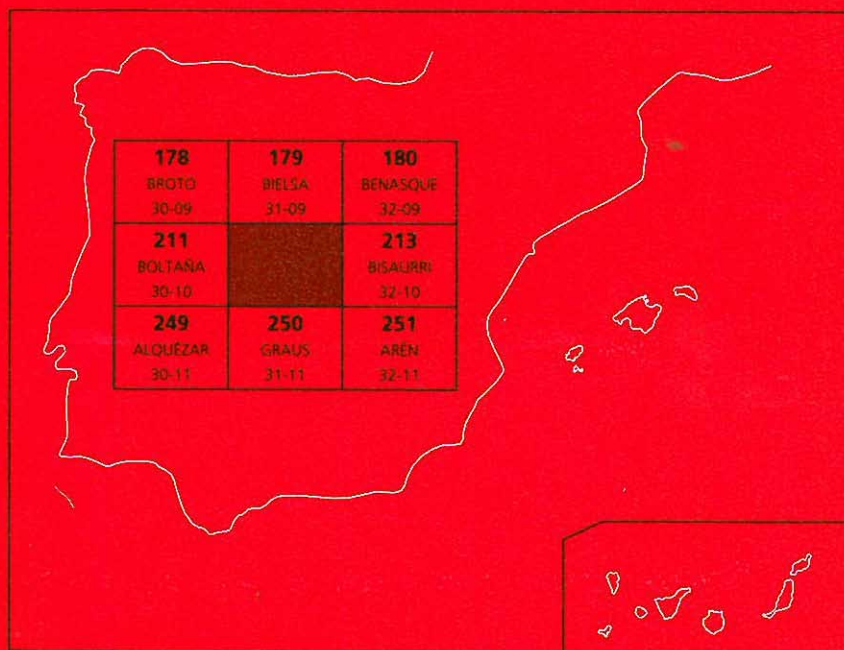 178
BROTO
30-09
179
BIELSA
31-09
180
BENASQUE
32-09
211
BOLTAÑA
30-10
213
BISAURRI
32-10
249
ALQUÉZAR
30-11
250
GRAUS
31-11
251
ARÉN
32-11